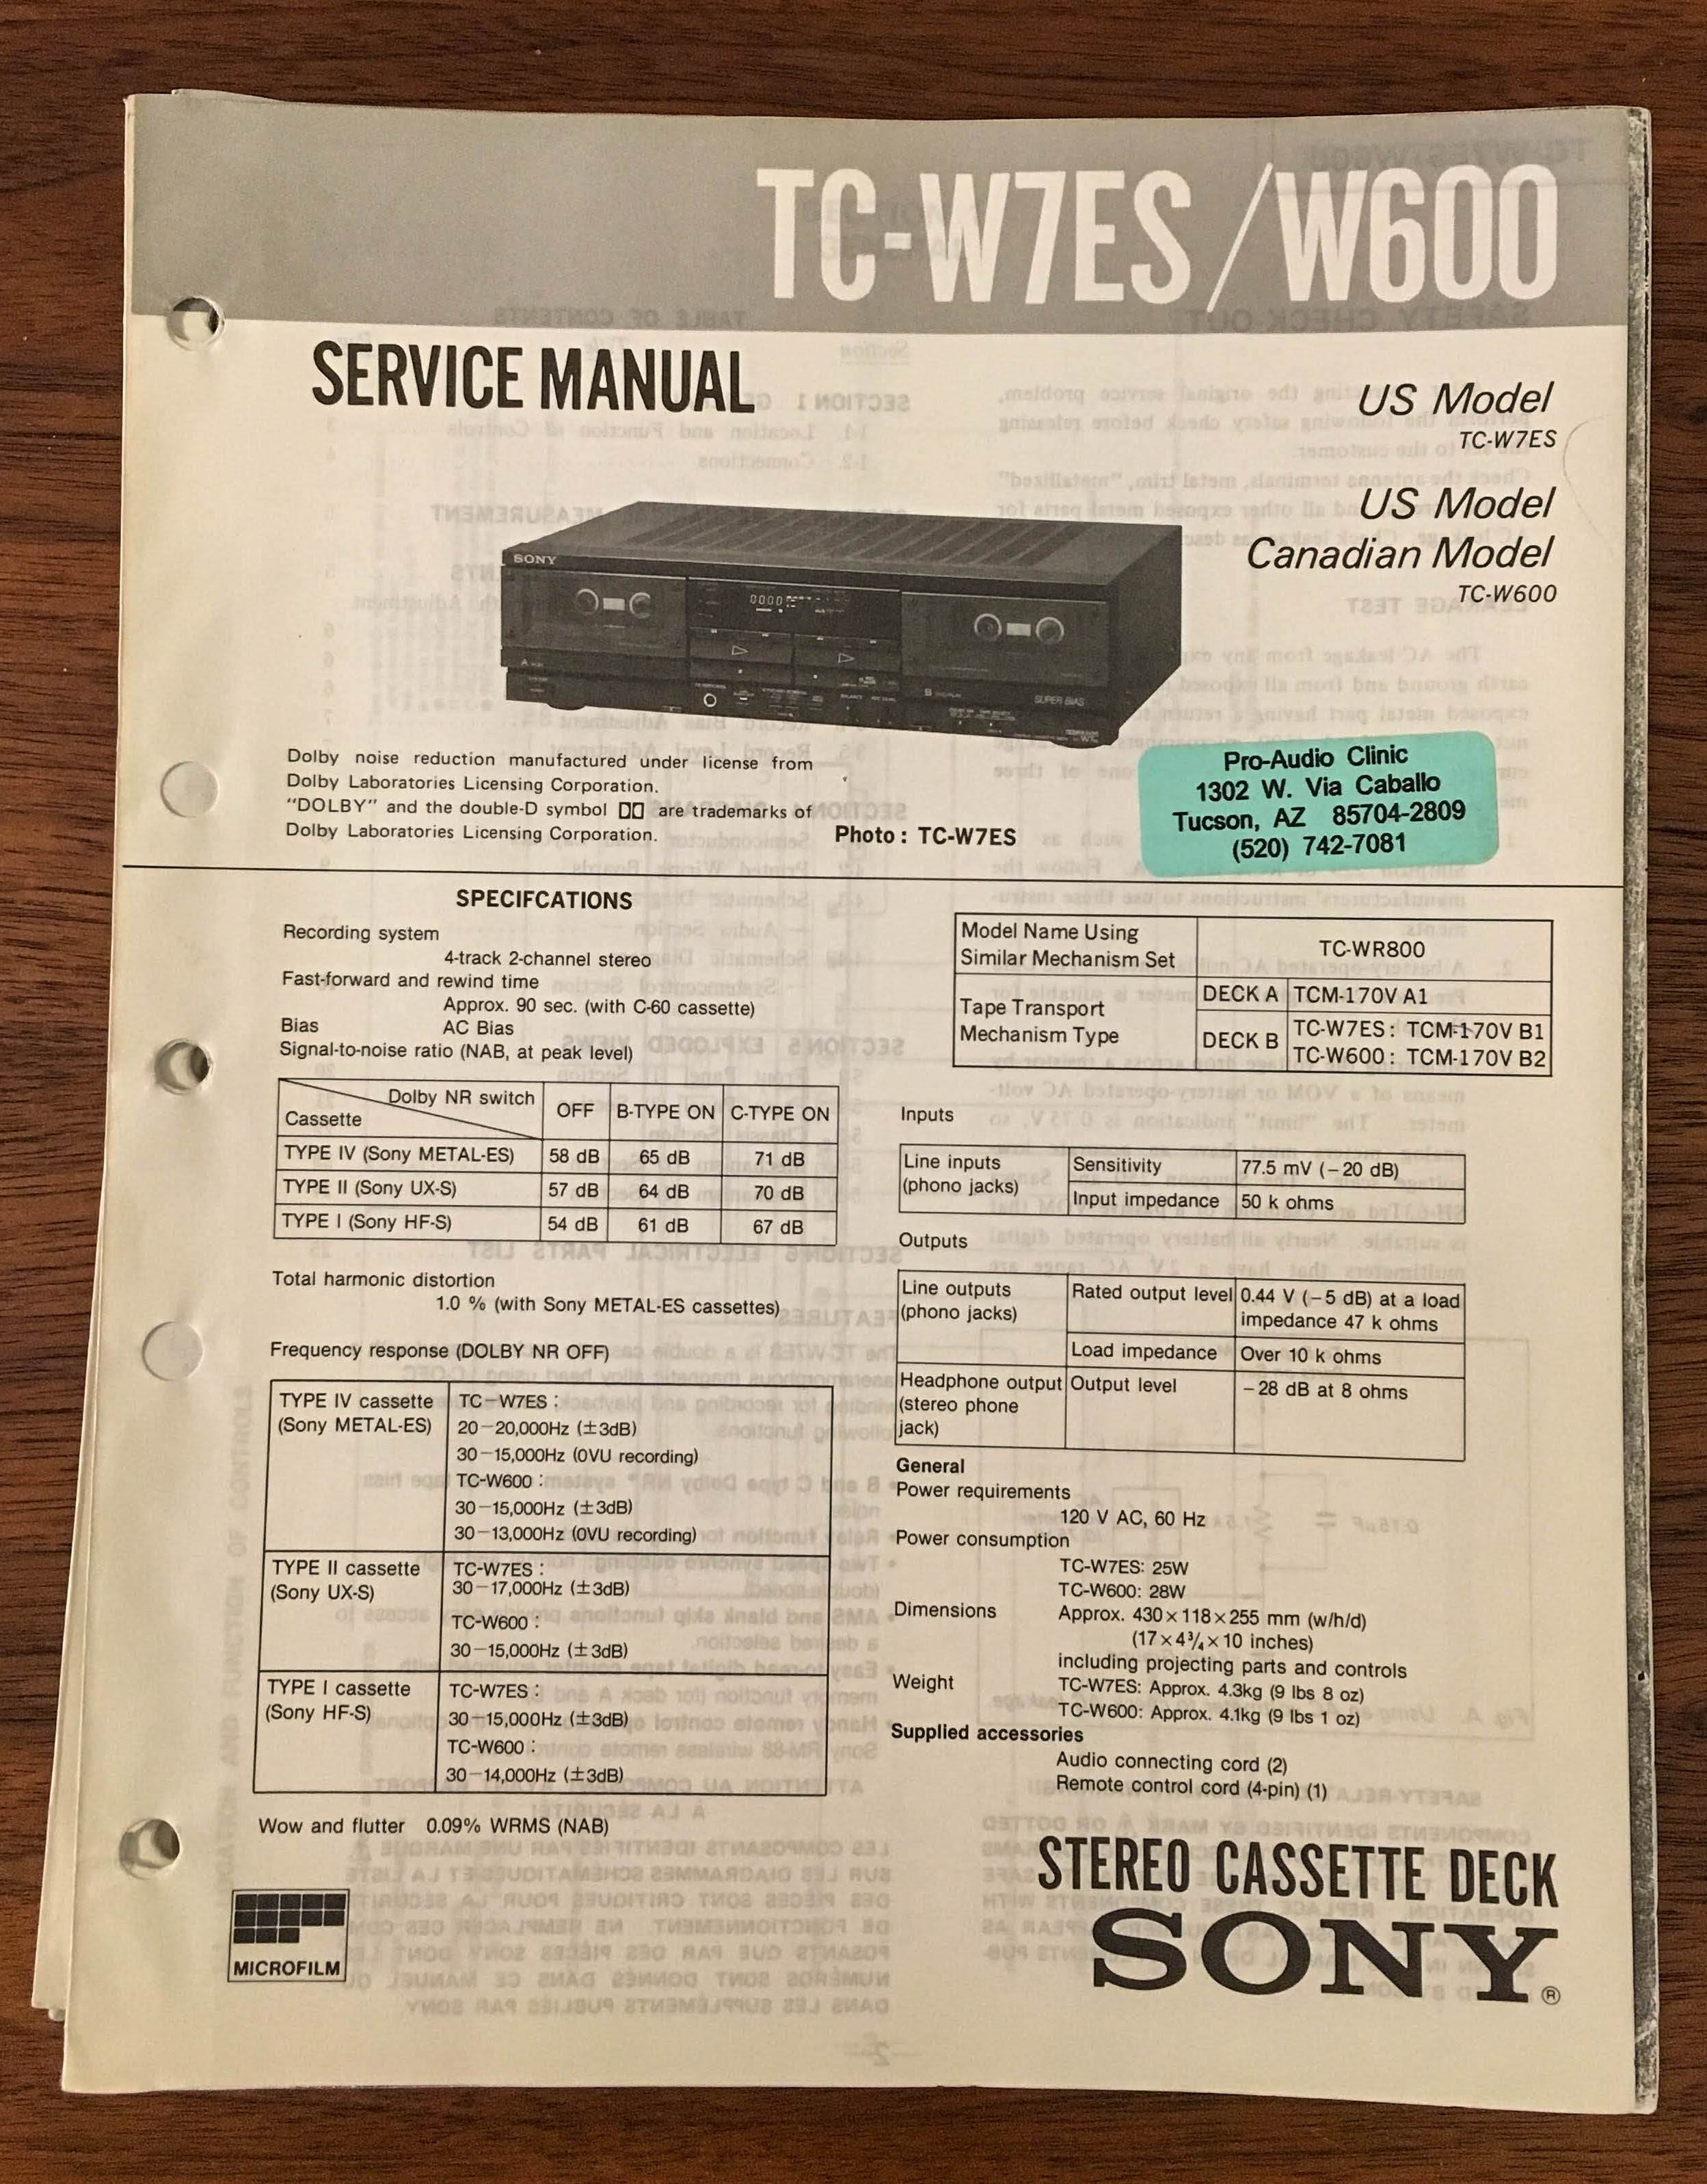 TC-W7ES/W600
SERVICE MANUAL
US Model
TC-W7ES
US Model
Canadian Model
TC-W600
SONY
0000
A
B
SUPER BIAS
Dolby noise reduction manufactured under license from
Dolby Laboratories Licensing Corporation.
"DOLBY" and the double-D symbol are trademarks of
Dolby Laboratories Licensing Corporation.
Photo : TC-W7ES
Pro-Audio Clinic
1302 W. Via Caballo
Tucson, AZ 85704-2809
(520) 742-7081
SPECIFCATIONS
Recording system
4-track 2-channel stereo
Fast-forward and rewind time
Approx. 90 sec. (with C-60 cassette)
Bias AC Bias
Signal-to-noise ratio (NAB, at peak level)
Dolby NR switch
Cassette OFF B-TYPE ON C-TYPE ON
TYPE IV (Sony METAL-ES) 58 dB 65 dB 71 dB
TYPE II (Sony UX-S) 57 dB 64 dB 70 dB
TYPE I (Sony HF-S) 54 dB 61 dB 67 dB
Total harmonic distortion
1.0 % (with Sony METAL-ES cassettes)
Frequency response (DOLBY NR OFF)
TYPE IV cassette TC-W7ES :
(Sony METAL-ES) 20-20,000Hz (±3dB)
30-15,000Hz (0VU recording)
TC-W600 :
30-15,000Hz (±3dB)
30-13,000Hz (0VU recording)
TYPE II cassette TC-W7ES :
(Sony UX-S) 30-17,000Hz (±3dB)
TC-W600 :
30-15,000Hz (±3dB)
TYPE I cassette TC-W7ES :
(Sony HF-S) 30-15,000Hz (±3dB)
TC-W600 :
30-14,000Hz (±3dB)
Wow and flutter 0.09% WRMS (NAB)
MICROFILM
Model Name Using
Similar Mechanism Set TC-WR800
Tape Transport
Mechanism Type
DECK A TCM-170V A1
DECK B TC-W7ES : TCM-170V B1
TC-W600 : TCM-170V B2
Inputs
Line inputs
(phono jacks)
Sensitivity 77.5 mV (−20 dB)
Input impedance 50 k ohms
Outputs
Line outputs
(phono jacks)
Rated output level 0.44 V (−5 dB) at a load
impedance 47 k ohms
Load impedance Over 10 k ohms
Headphone output
(stereo phone
jack)
Output level −28 dB at 8 ohms
General
Power requirements
120 V AC, 60 Hz
Power consumption
TC-W7ES: 25W
TC-W600: 28W
Dimensions Approx. 430×118×255 mm (w/h/d)
(17×4¾×10 inches)
including projecting parts and controls
Weight TC-W7ES: Approx. 4.3kg (9 lbs 8 oz)
TC-W600: Approx. 4.1kg (9 lbs 1 oz)
Supplied accessories
Audio connecting cord (2)
Remote control cord (4-pin) (1)
STEREO CASSETTE DECK
SONY®